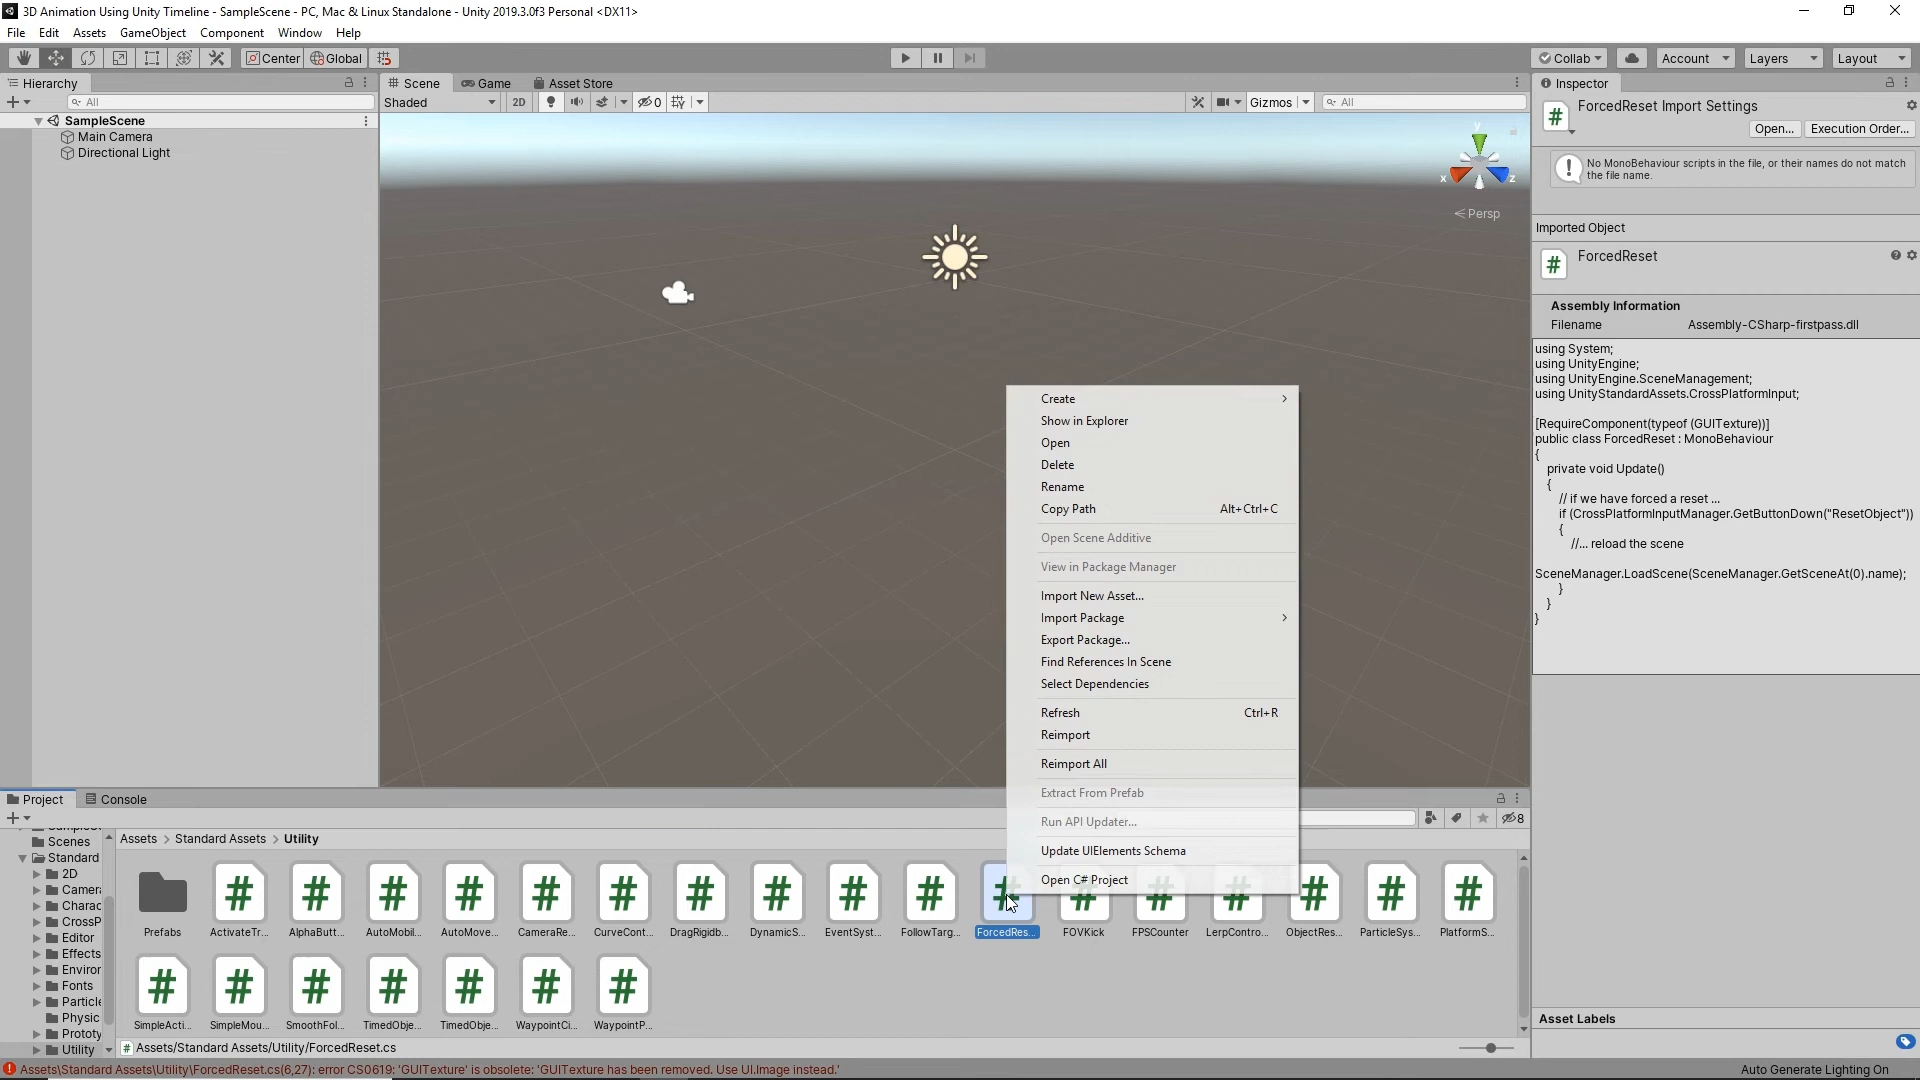 3D Animation Using Unity Timeline - SampleScene - PC, Mac & Linux Standalone - Unity 2019.3.0f3 Personal <DX11>
File Edit Assets GameObject Component Window Help
Center Global Collab Account Layers Layout
Hierarchy
All
SampleScene
Main Camera
Directional Light
Scene Game Asset Store
Shaded 2D 0 Gizmos All
y
x z
Persp
Inspector
ForcedReset Import Settings
Open... Execution Order...
No MonoBehaviour scripts in the file, or their names do not match
the file name.
Imported Object
ForcedReset
Assembly Information
Filename Assembly-CSharp-firstpass.dll
using System;
using UnityEngine;
using UnityEngine.SceneManagement;
using UnityStandardAssets.CrossPlatformInput;
[RequireComponent(typeof (GUITexture))]
public class ForcedReset : MonoBehaviour
{
private void Update()
{
// if we have forced a reset ...
if (CrossPlatformInputManager.GetButtonDown("ResetObject"))
{
//... reload the scene
SceneManager.LoadScene(SceneManager.GetSceneAt(0).name);
}
}
}
Asset Labels
Create
Show in Explorer
Open
Delete
Rename
Copy Path Alt+Ctrl+C
Open Scene Additive
View in Package Manager
Import New Asset...
Import Package
Export Package...
Find References In Scene
Select Dependencies
Refresh Ctrl+R
Reimport
Reimport All
Extract From Prefab
Run API Updater...
Update UIElements Schema
Open C# Project
Project Console
8
Scenes
Standard
2D
Camera
Charac
CrossP
Editor
Effects
Enviror
Fonts
Particle
Physic
Prototy
Utility
Assets > Standard Assets > Utility
Prefabs ActivateTr... AlphaButt... AutoMobil... AutoMove... CameraRe... CurveCont... DragRigidb... DynamicS... EventSyst... FollowTarg... ForcedRes... FOVKick FPSCounter LerpContro... ObjectRes... ParticleSys... PlatformS...
SimpleActi... SimpleMou... SmoothFol... TimedObje... TimedObje... WaypointCi... WaypointP...
Assets/Standard Assets/Utility/ForcedReset.cs
Assets\Standard Assets\Utility\ForcedReset.cs(6,27): error CS0619: 'GUITexture' is obsolete: 'GUITexture has been removed. Use UI.Image instead.'
Auto Generate Lighting On